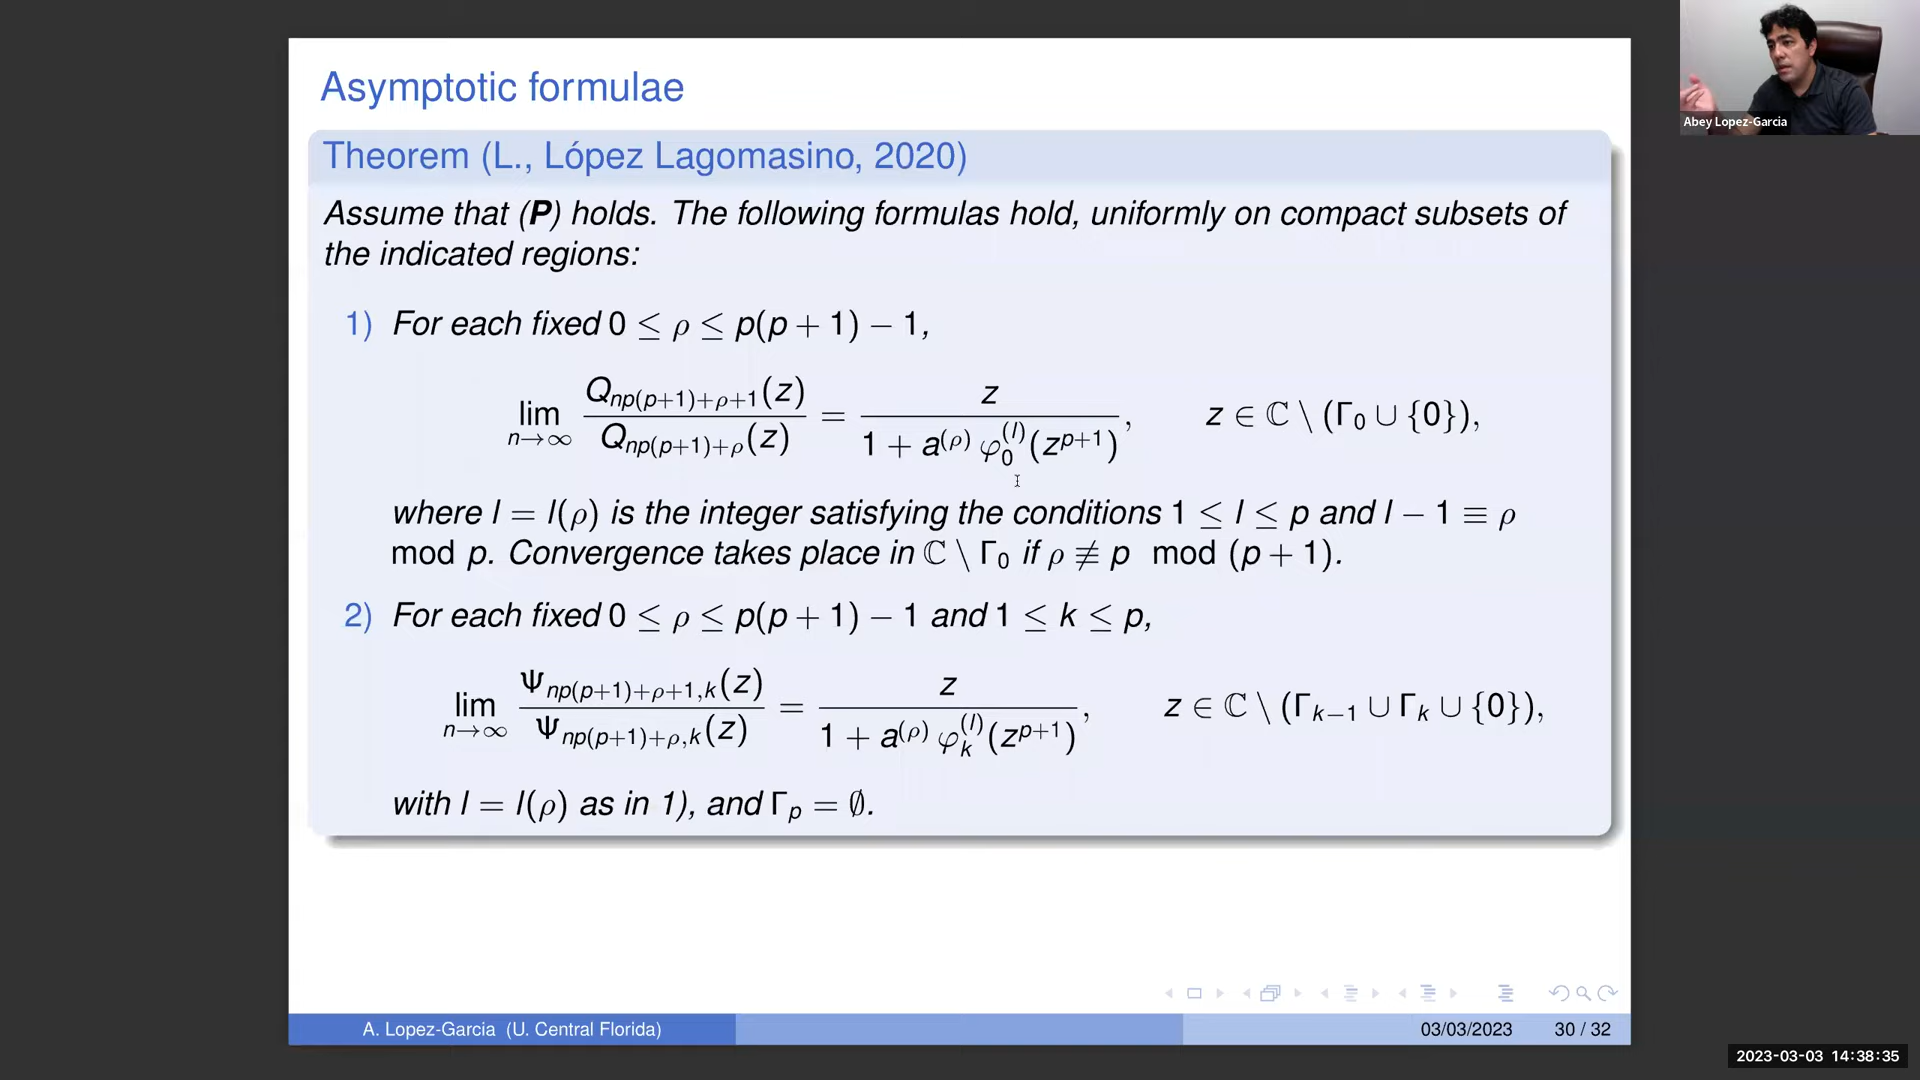 Asymptotic formulae
Abey Lopez-Garcia
Theorem (L., López Lagomasino, 2020)
Assume that (P) holds. The following formulas hold, uniformly on compact subsets of
the indicated regions:
1) For each fixed 0 ≤ ρ ≤ p(p + 1) − 1,
lim_{n→∞} Q_{np(p+1)+ρ+1}(z) / Q_{np(p+1)+ρ}(z) = z / (1 + a^{(ρ)} φ_0^{(l)}(z^{p+1})), z ∈ ℂ \ (Γ_0 ∪ {0}),
where l = l(ρ) is the integer satisfying the conditions 1 ≤ l ≤ p and l − 1 ≡ ρ
mod p. Convergence takes place in ℂ \ Γ_0 if ρ ≢ p mod (p + 1).
2) For each fixed 0 ≤ ρ ≤ p(p + 1) − 1 and 1 ≤ k ≤ p,
lim_{n→∞} Ψ_{np(p+1)+ρ+1,k}(z) / Ψ_{np(p+1)+ρ,k}(z) = z / (1 + a^{(ρ)} φ_k^{(l)}(z^{p+1})), z ∈ ℂ \ (Γ_{k−1} ∪ Γ_k ∪ {0}),
with l = l(ρ) as in 1), and Γ_p = ∅.
A. Lopez-Garcia (U. Central Florida) 03/03/2023 30 / 32
2023-03-03 14:38:35